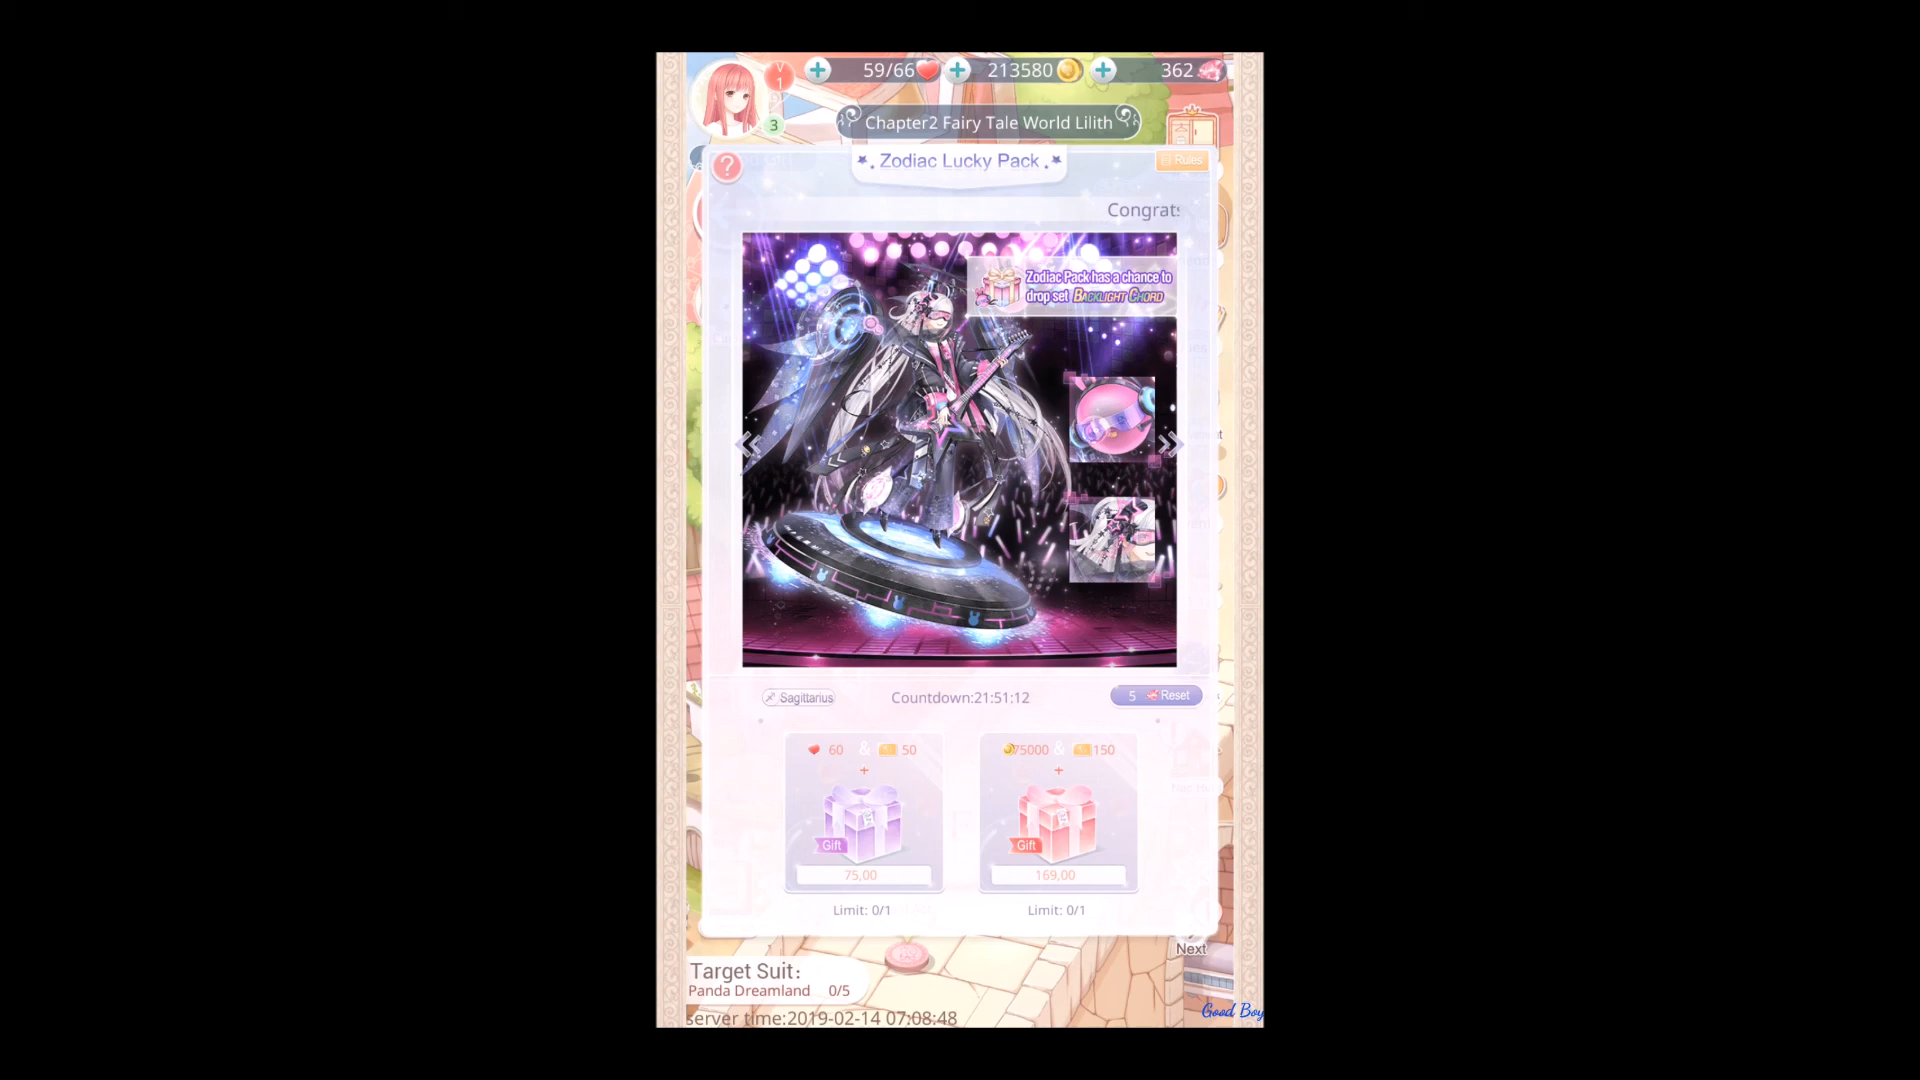 V
1
59/66
213580
362
3
Chapter2 Fairy Tale World Lilith
Zodiac Lucky Pack
Rules
?
Congrats
Zodiac Pack has a chance to
drop set BACKLIGHT CHORD
Sagittarius
Countdown:21:51:12
5 Reset
60 & 50
+
Gift
75,00
Limit: 0/1
75000 & 150
+
Gift
169,00
Limit: 0/1
Next
Target Suit:
Panda Dreamland 0/5
server time:2019-02-14 07:08:48
Good Boy